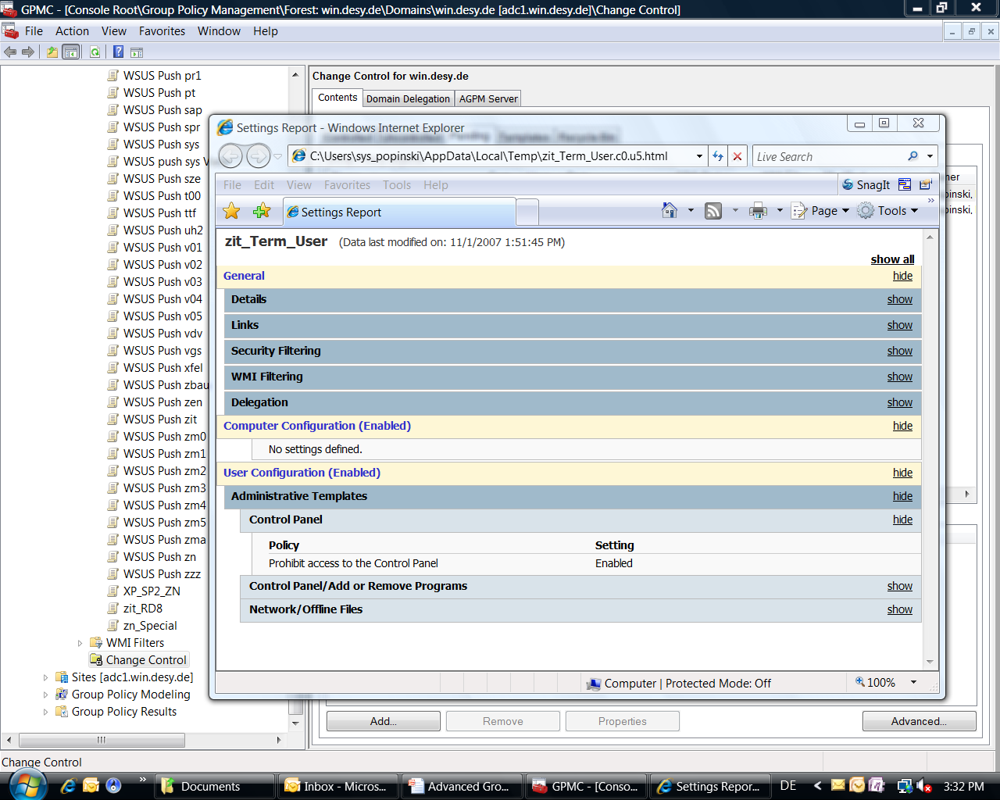 GPMC - [Console Root\Group Policy Management\Forest: win.desy.de\Domains\win.desy.de [adc1.win.desy.de]\Change Control]
File Action View Favorites Window Help
WSUS Push pr1
WSUS Push pt
WSUS Push sap
WSUS Push spr
WSUS Push sys
WSUS push sys V
WSUS Push sze
WSUS Push t00
WSUS Push ttf
WSUS Push uh2
WSUS Push v01
WSUS Push v02
WSUS Push v03
WSUS Push v04
WSUS Push v05
WSUS Push vdv
WSUS Push vgs
WSUS Push xfel
WSUS Push zbau
WSUS Push zen
WSUS Push zit
WSUS Push zm0
WSUS Push zm1
WSUS Push zm2
WSUS Push zm3
WSUS Push zm4
WSUS Push zm5
WSUS Push zma
WSUS Push zn
WSUS Push zzz
XP_SP2_ZN
zit_RD8
zn_Special
WMI Filters
Change Control
Sites [adc1.win.desy.de]
Group Policy Modeling
Group Policy Results
Change Control for win.desy.de
Contents Domain Delegation AGPM Server
Settings Report - Windows Internet Explorer
C:\Users\sys_popinski\AppData\Local\Temp\zit_Term_User.c0.u5.html
Live Search
File Edit View Favorites Tools Help
SnagIt
Settings Report
Page Tools
zit_Term_User (Data last modified on: 11/1/2007 1:51:45 PM)
show all
General hide
Details show
Links show
Security Filtering show
WMI Filtering show
Delegation show
Computer Configuration (Enabled) hide
No settings defined.
User Configuration (Enabled) hide
Administrative Templates hide
Control Panel hide
Policy Setting
Prohibit access to the Control Panel Enabled
Control Panel/Add or Remove Programs show
Network/Offline Files show
Computer | Protected Mode: Off
100%
ner
pinski,
pinski,
Add... Remove Properties Advanced...
Change Control
Documents
Inbox - Micros...
Advanced Gro...
GPMC - [Conso...
Settings Repor...
DE
3:32 PM